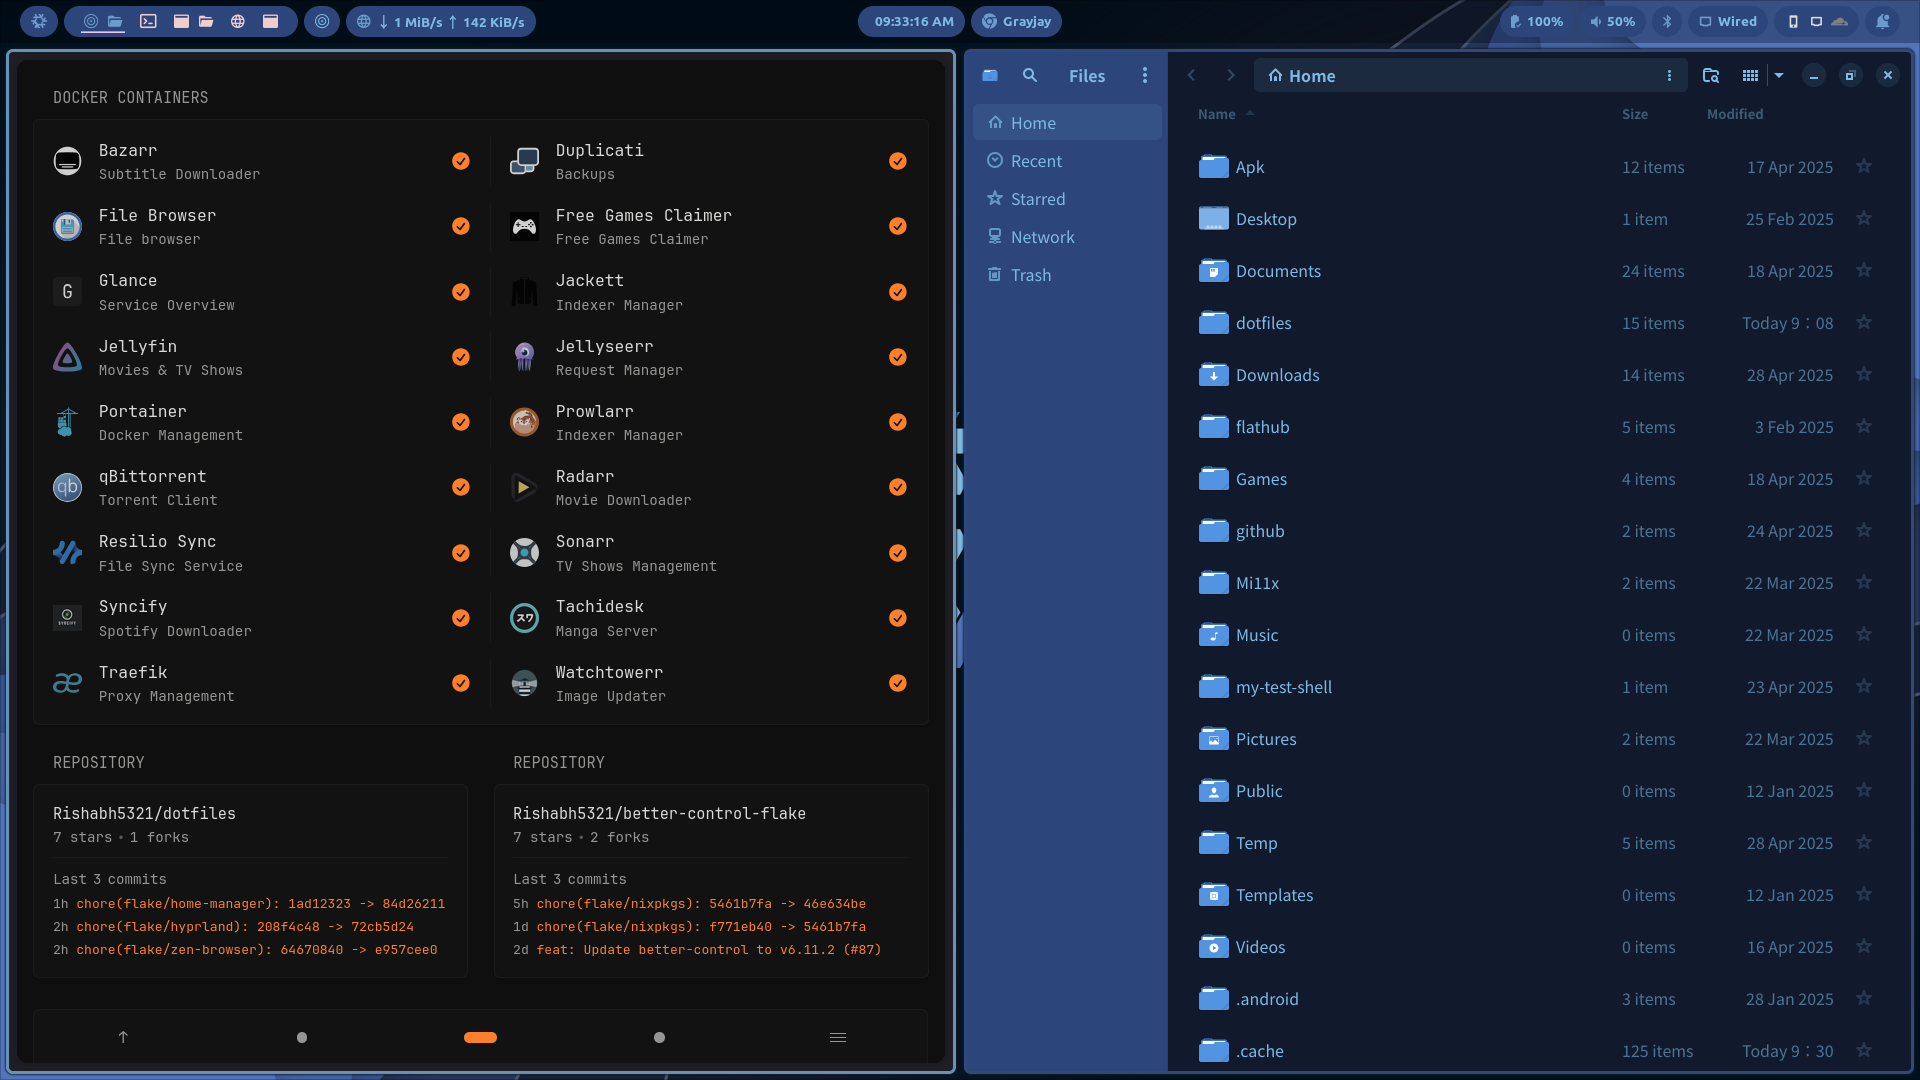 1 MiB/s ↑ 142 KiB/s
09:33:16 AM
Grayjay
100%
50%
Wired
DOCKER CONTAINERS
Bazarr
Subtitle Downloader
Duplicati
Backups
File Browser
File browser
Free Games Claimer
Free Games Claimer
G
Glance
Service Overview
Jackett
Indexer Manager
Jellyfin
Movies & TV Shows
Jellyseerr
Request Manager
Portainer
Docker Management
Prowlarr
Indexer Manager
qb
qBittorrent
Torrent Client
Radarr
Movie Downloader
Resilio Sync
File Sync Service
Sonarr
TV Shows Management
SYNCIFY
Syncify
Spotify Downloader
スワ
Tachidesk
Manga Server
æ
Traefik
Proxy Management
Watchtowerr
Image Updater
REPOSITORY
Rishabh5321/dotfiles
7 stars • 1 forks
Last 3 commits
1h chore(flake/home-manager): 1ad12323 -> 84d26211
2h chore(flake/hyprland): 208f4c48 -> 72cb5d24
2h chore(flake/zen-browser): 64670840 -> e957cee0
REPOSITORY
Rishabh5321/better-control-flake
7 stars • 2 forks
Last 3 commits
5h chore(flake/nixpkgs): 5461b7fa -> 46e634be
1d chore(flake/nixpkgs): f771eb40 -> 5461b7fa
2d feat: Update better-control to v6.11.2 (#87)
Files
Home
Recent
Starred
Network
Trash
Home
Name Size Modified
Apk 12 items 17 Apr 2025
Desktop 1 item 25 Feb 2025
Documents 24 items 18 Apr 2025
dotfiles 15 items Today 9:08
Downloads 14 items 28 Apr 2025
flathub 5 items 3 Feb 2025
Games 4 items 18 Apr 2025
github 2 items 24 Apr 2025
Mi11x 2 items 22 Mar 2025
Music 0 items 22 Mar 2025
my-test-shell 1 item 23 Apr 2025
Pictures 2 items 22 Mar 2025
Public 0 items 12 Jan 2025
Temp 5 items 28 Apr 2025
Templates 0 items 12 Jan 2025
Videos 0 items 16 Apr 2025
.android 3 items 28 Jan 2025
.cache 125 items Today 9:30